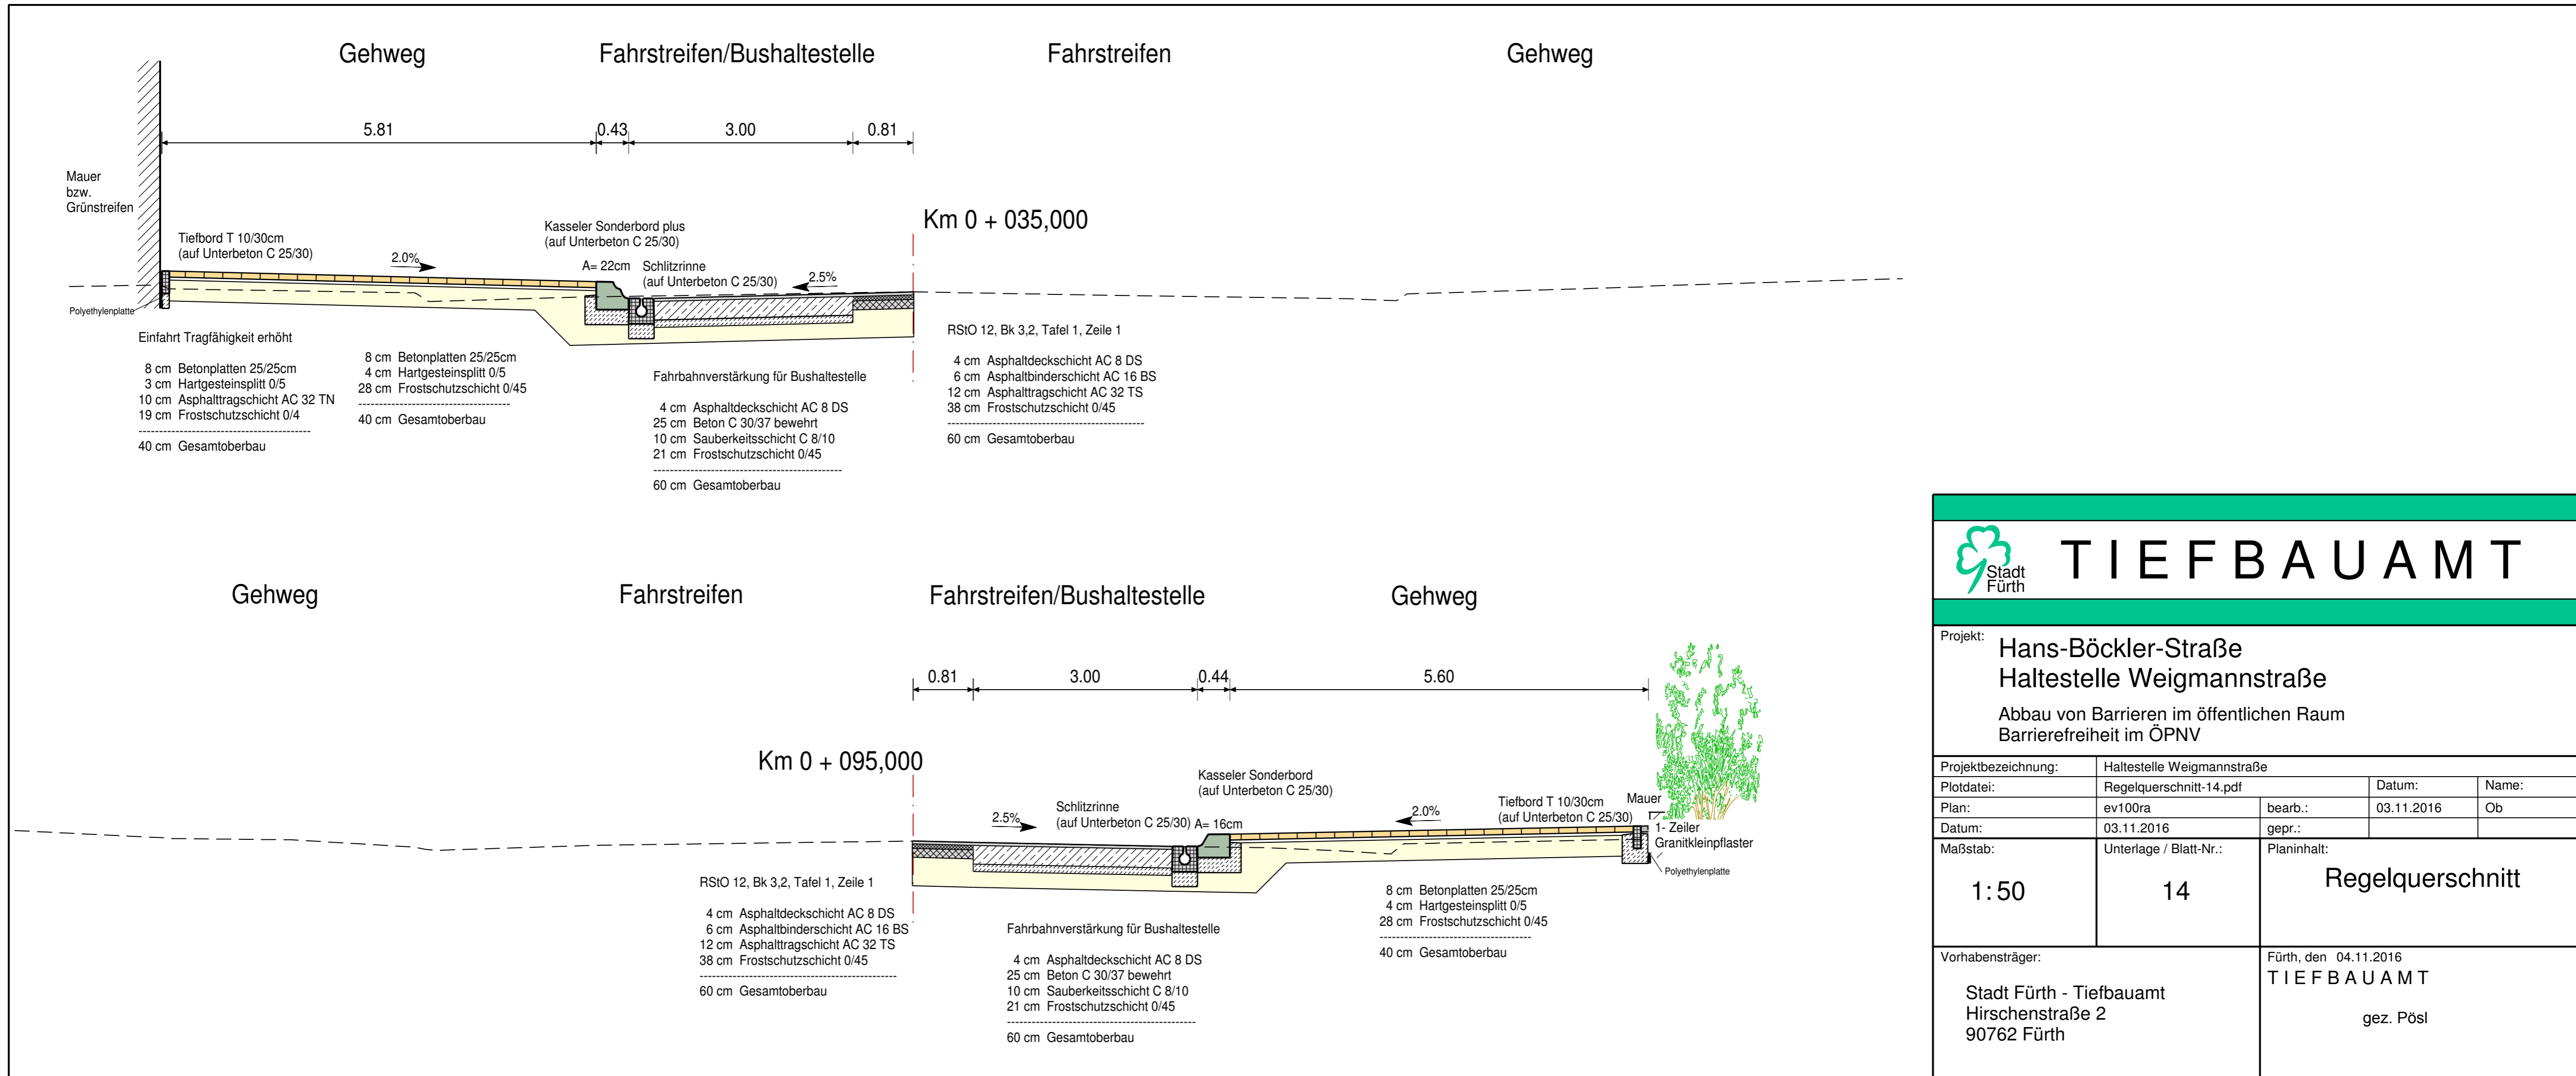 Gehweg
Fahrstreifen/Bushaltestelle
Fahrstreifen
Gehweg
5.81
0.43
3.00
0.81
Mauer
bzw.
Grünstreifen
Km 0 + 035,000
Tiefbord T 10/30cm
(auf Unterbeton C 25/30)
2.0%
Kasseler Sonderbord plus
(auf Unterbeton C 25/30)
A= 22cm
Schlitzrinne
(auf Unterbeton C 25/30)
2.5%
Polyethylenplatte
Einfahrt Tragfähigkeit erhöht
8 cm Betonplatten 25/25cm
3 cm Hartgesteinsplitt 0/5
10 cm Asphalttragschicht AC 32 TN
19 cm Frostschutzschicht 0/4
------------------------------------------
40 cm Gesamtoberbau
8 cm Betonplatten 25/25cm
4 cm Hartgesteinsplitt 0/5
28 cm Frostschutzschicht 0/45
-------------------------------------
40 cm Gesamtoberbau
Fahrbahnverstärkung für Bushaltestelle
4 cm Asphaltdeckschicht AC 8 DS
25 cm Beton C 30/37 bewehrt
10 cm Sauberkeitsschicht C 8/10
21 cm Frostschutzschicht 0/45
----------------------------------------------
60 cm Gesamtoberbau
RStO 12, Bk 3,2, Tafel 1, Zeile 1
4 cm Asphaltdeckschicht AC 8 DS
6 cm Asphaltbinderschicht AC 16 BS
12 cm Asphalttragschicht AC 32 TS
38 cm Frostschutzschicht 0/45
------------------------------------------------
60 cm Gesamtoberbau
Gehweg
Fahrstreifen
Fahrstreifen/Bushaltestelle
Gehweg
0.81
3.00
0.44
5.60
Km 0 + 095,000
2.5%
Schlitzrinne
(auf Unterbeton C 25/30)
Kasseler Sonderbord
(auf Unterbeton C 25/30)
A= 16cm
2.0%
Tiefbord T 10/30cm
(auf Unterbeton C 25/30)
Mauer
1- Zeiler
Granitkleinpflaster
Polyethylenplatte
RStO 12, Bk 3,2, Tafel 1, Zeile 1
4 cm Asphaltdeckschicht AC 8 DS
6 cm Asphaltbinderschicht AC 16 BS
12 cm Asphalttragschicht AC 32 TS
38 cm Frostschutzschicht 0/45
------------------------------------------------
60 cm Gesamtoberbau
Fahrbahnverstärkung für Bushaltestelle
4 cm Asphaltdeckschicht AC 8 DS
25 cm Beton C 30/37 bewehrt
10 cm Sauberkeitsschicht C 8/10
21 cm Frostschutzschicht 0/45
----------------------------------------------
60 cm Gesamtoberbau
8 cm Betonplatten 25/25cm
4 cm Hartgesteinsplitt 0/5
28 cm Frostschutzschicht 0/45
-------------------------------------
40 cm Gesamtoberbau
Stadt
Fürth
TIEFBAUAMT
Projekt:
Hans-Böckler-Straße
Haltestelle Weigmannstraße
Abbau von Barrieren im öffentlichen Raum
Barrierefreiheit im ÖPNV
Projektbezeichnung: Haltestelle Weigmannstraße
Plotdatei: Regelquerschnitt-14.pdf Datum: Name:
Plan: ev100ra bearb.: 03.11.2016 Ob
Datum: 03.11.2016 gepr.:
Maßstab: Unterlage / Blatt-Nr.: Planinhalt:
1:50 14 Regelquerschnitt
Vorhabensträger:
Stadt Fürth - Tiefbauamt
Hirschenstraße 2
90762 Fürth
Fürth, den 04.11.2016
TIEFBAUAMT
gez. Pösl